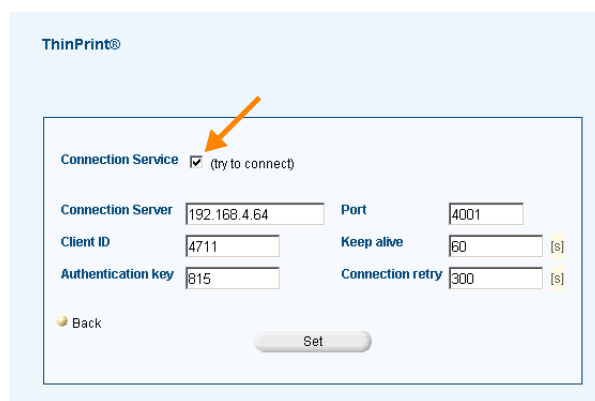 ThinPrint®
Connection Service (try to connect)
Connection Server 192.168.4.64 Port 4001
Client ID 4711 Keep alive 60 [s]
Authentication key 815 Connection retry 300 [s]
Back
Set